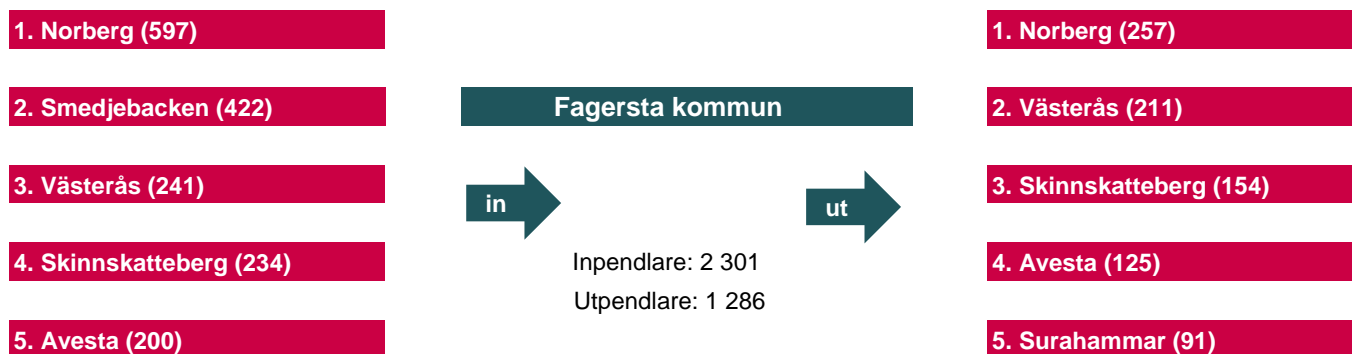 1. Norberg (597)
2. Smedjebacken (422)
3. Västerås (241)
4. Skinnskatteberg (234)
5. Avesta (200)
Fagersta kommun
in
ut
Inpendlare: 2 301
Utpendlare: 1 286
1. Norberg (257)
2. Västerås (211)
3. Skinnskatteberg (154)
4. Avesta (125)
5. Surahammar (91)